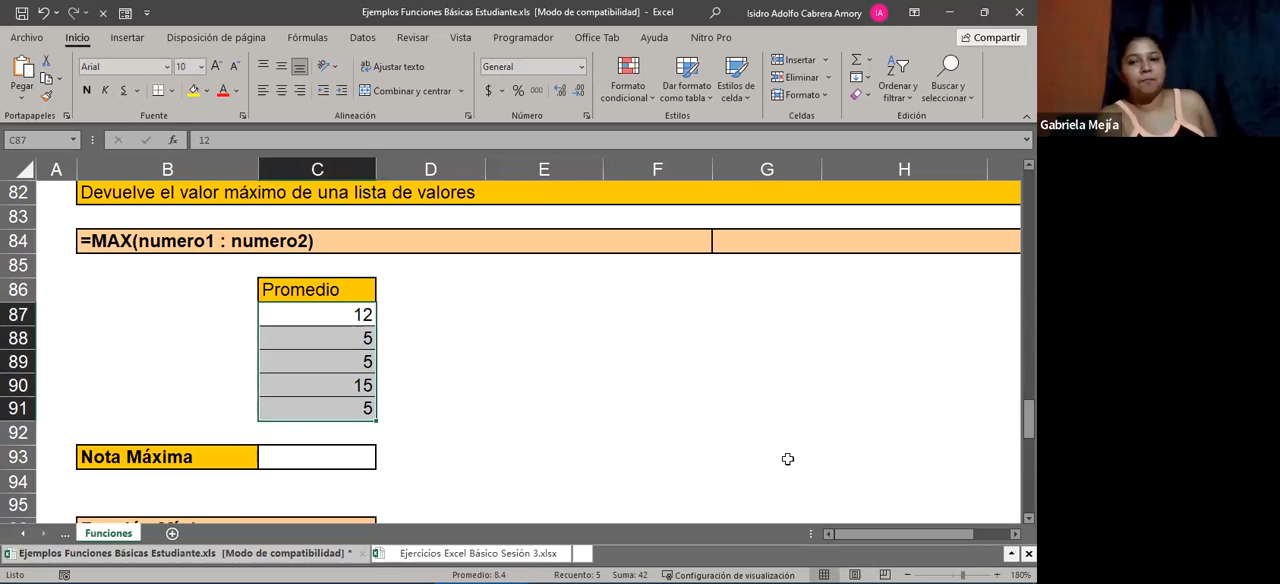 Ejemplos Funciones Básicas Estudiante.xls [Modo de compatibilidad] - Excel
Isidro Adolfo Cabrera Amory
IA
Archivo Inicio Insertar Disposición de página Fórmulas Datos Revisar Vista Programador Office Tab Ayuda Nitro Pro
Compartir
Pegar
Arial 10
N K S
Ajustar texto
Combinar y centrar
General
$ % 000
Formato condicional
Dar formato como tabla
Estilos de celda
Insertar
Eliminar
Formato
Ordenar y filtrar
Buscar y seleccionar
Portapapeles Fuente Alineación Número Estilos Celdas Edición
C87 fx 12
A B C D E F G H
82 Devuelve el valor máximo de una lista de valores
83
84 =MAX(numero1 : numero2)
85
86 Promedio
87 12
88 5
89 5
90 15
91 5
92
93 Nota Máxima
94
95
... Funciones
Ejemplos Funciones Básicas Estudiante.xls [Modo de compatibilidad] * Ejercicios Excel Básico Sesión 3.xlsx
Listo Promedio: 8.4 Recuento: 5 Suma: 42 Configuración de visualización 180%
Gabriela Mejía